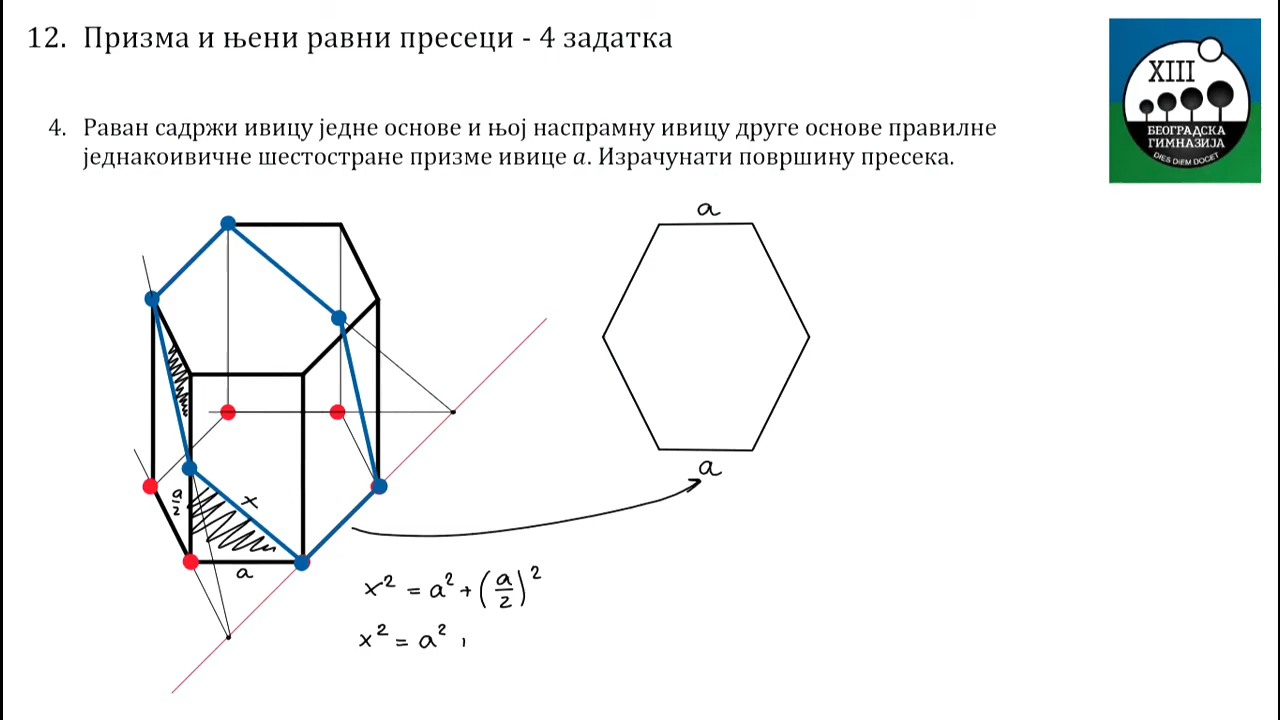 12. Призма и њени равни пресеци - 4 задатка
XIII
БЕОГРАДСКА
ГИМНАЗИЈА
DIES DIEM DOCET
4. Раван садржи ивицу једне основе и њој наспрамну ивицу друге основе правилне
једнакоивичне шестостране призме ивице a. Израчунати површину пресека.
a
a
a/2
x
a
x² = a² + (a/2)²
x² = a²